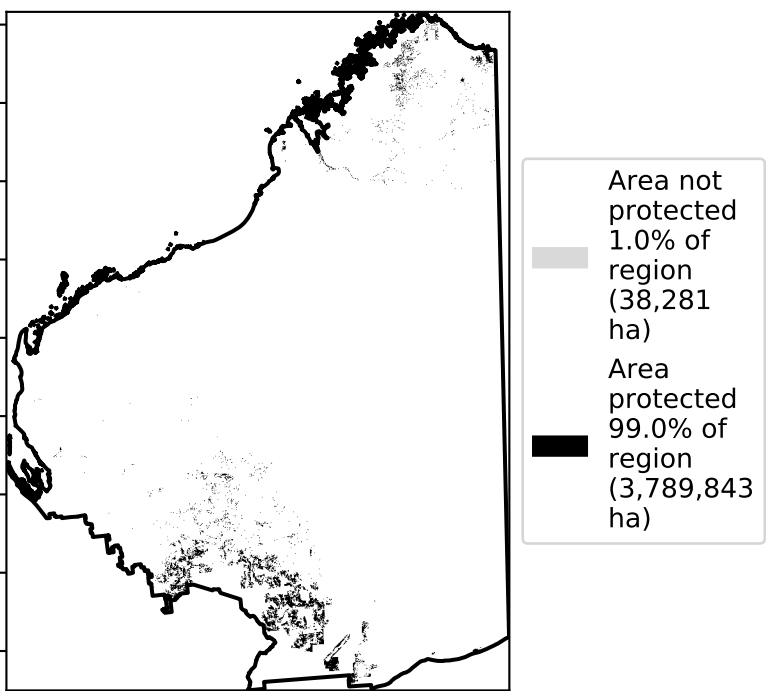 Area not
protected
1.0% of
region
(38,281
ha)
Area
protected
99.0% of
region
(3,789,843
ha)